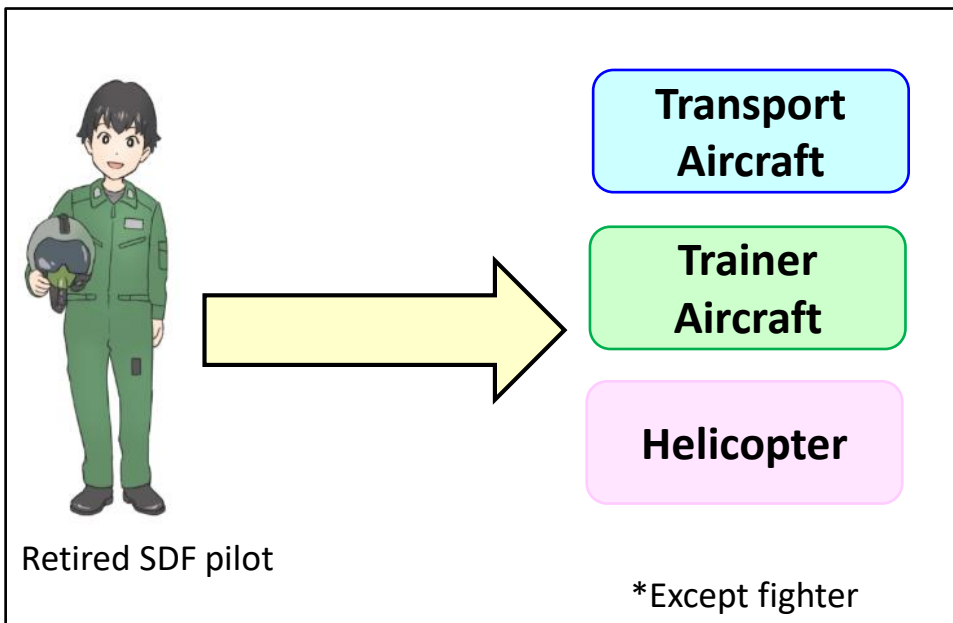 Transport
Aircraft
Trainer
Aircraft
Helicopter
Retired SDF pilot
*Except fighter